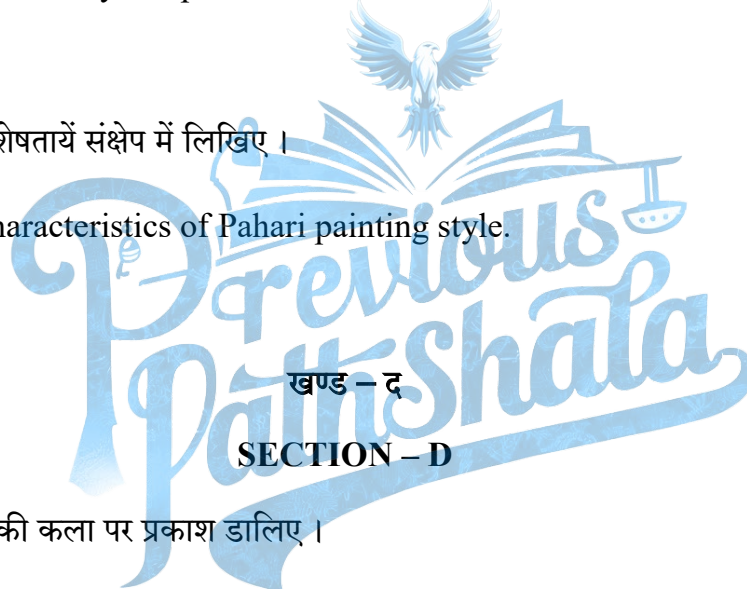 शेषतायें संक्षेप में लिखिए ।
haracteristics of Pahari painting style.
Previous
PathShala
खण्ड – द
SECTION – D
की कला पर प्रकाश डालिए ।